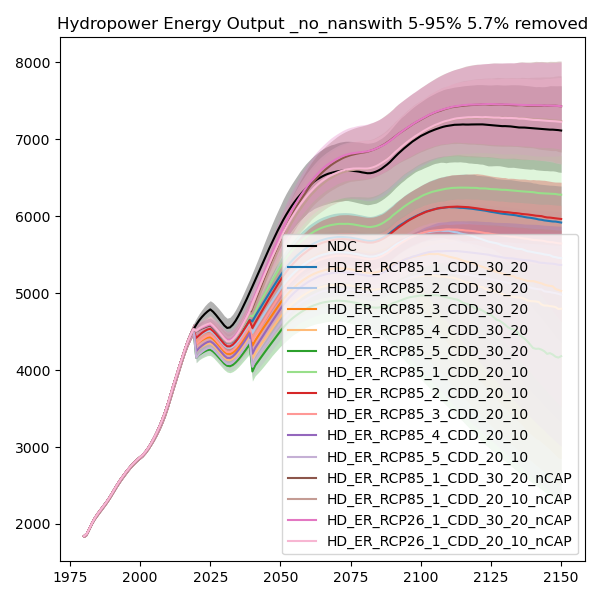 Hydropower Energy Output _no_nanswith 5-95% 5.7% removed
8000
7000
6000
5000
4000
3000
2000
NDC
HD_ER_RCP85_1_CDD_30_20
HD_ER_RCP85_2_CDD_30_20
HD_ER_RCP85_3_CDD_30_20
HD_ER_RCP85_4_CDD_30_20
HD_ER_RCP85_5_CDD_30_20
HD_ER_RCP85_1_CDD_20_10
HD_ER_RCP85_2_CDD_20_10
HD_ER_RCP85_3_CDD_20_10
HD_ER_RCP85_4_CDD_20_10
HD_ER_RCP85_5_CDD_20_10
HD_ER_RCP85_1_CDD_30_20_nCAP
HD_ER_RCP85_1_CDD_20_10_nCAP
HD_ER_RCP26_1_CDD_30_20_nCAP
HD_ER_RCP26_1_CDD_20_10_nCAP
1975 2000 2025 2050 2075 2100 2125 2150